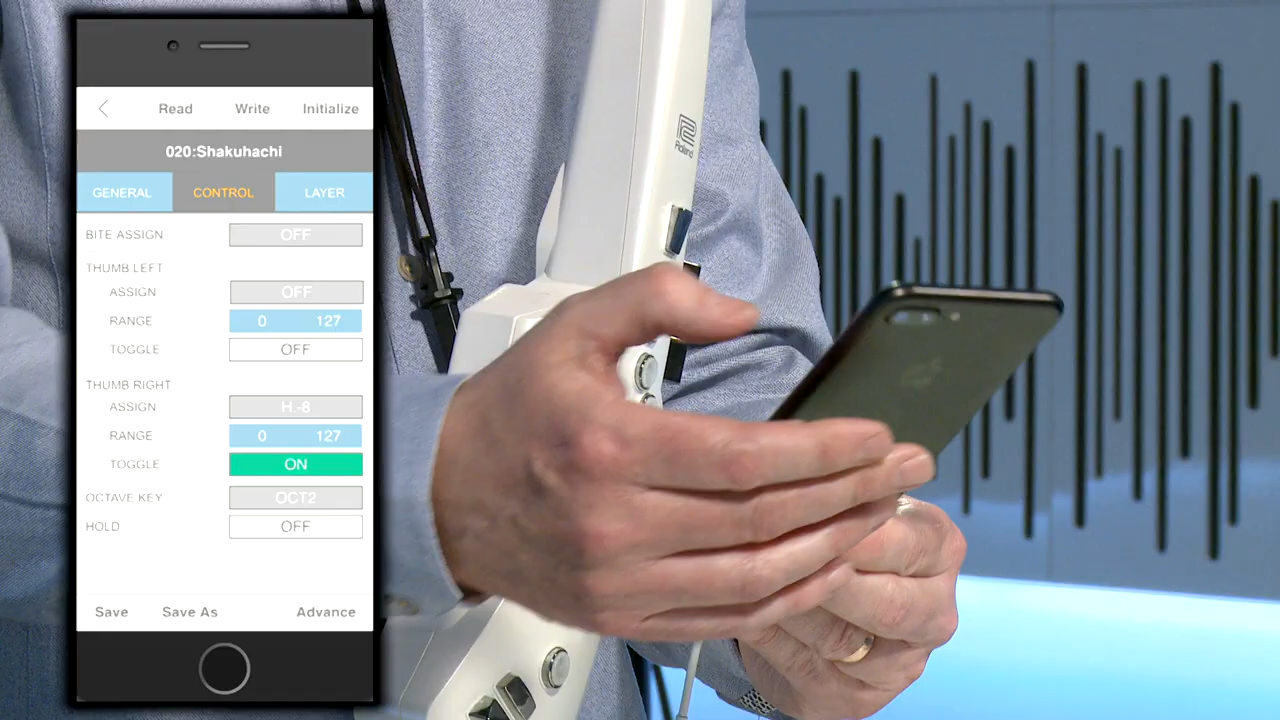 Read Write Initialize
020:Shakuhachi
GENERAL CONTROL LAYER
BITE ASSIGN OFF
THUMB LEFT
ASSIGN OFF
RANGE 0 127
TOGGLE OFF
THUMB RIGHT
ASSIGN H.-8
RANGE 0 127
TOGGLE ON
OCTAVE KEY OCT2
HOLD OFF
Save Save As Advance
Roland